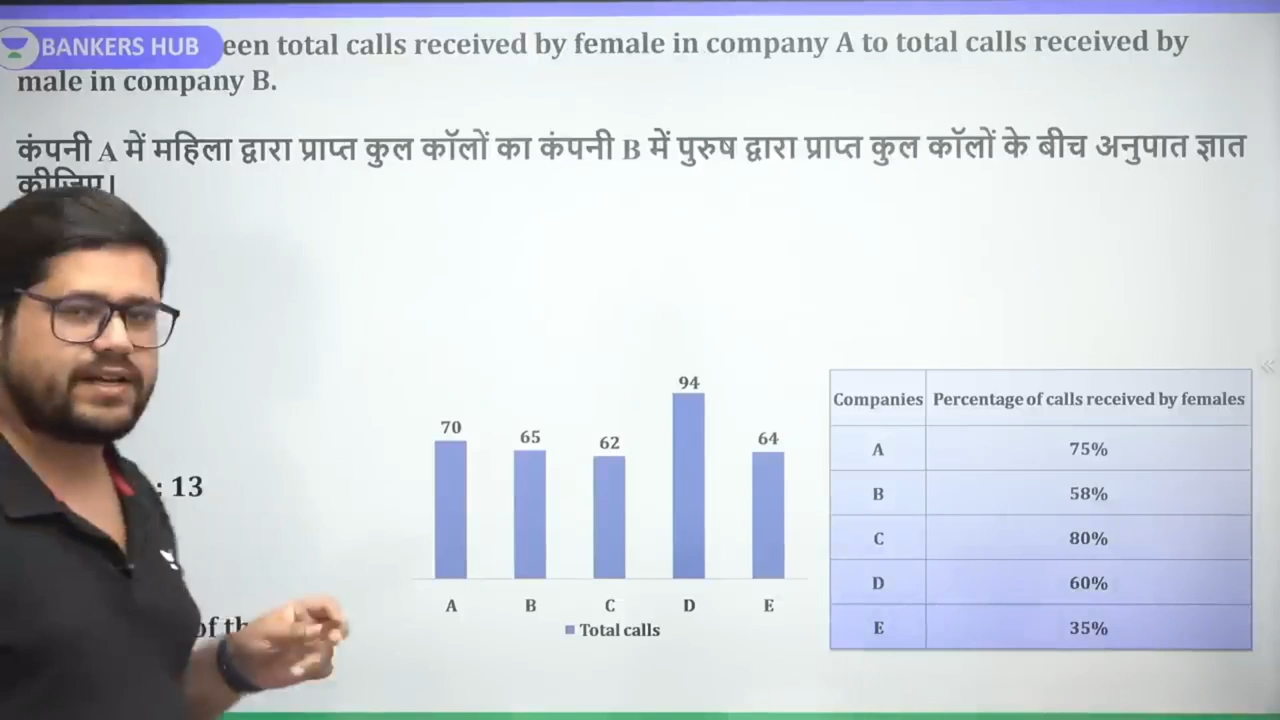 BANKERS HUB
een total calls received by female in company A to total calls received by
male in company B.
कंपनी A में महिला द्वारा प्राप्त कुल कॉलों का कंपनी B में पुरुष द्वारा प्राप्त कुल कॉलों के बीच अनुपात ज्ञात
कीजिए।
: 13
of th
94
70
65
62
64
A B C D E
Total calls
Companies Percentage of calls received by females
A 75%
B 58%
C 80%
D 60%
E 35%